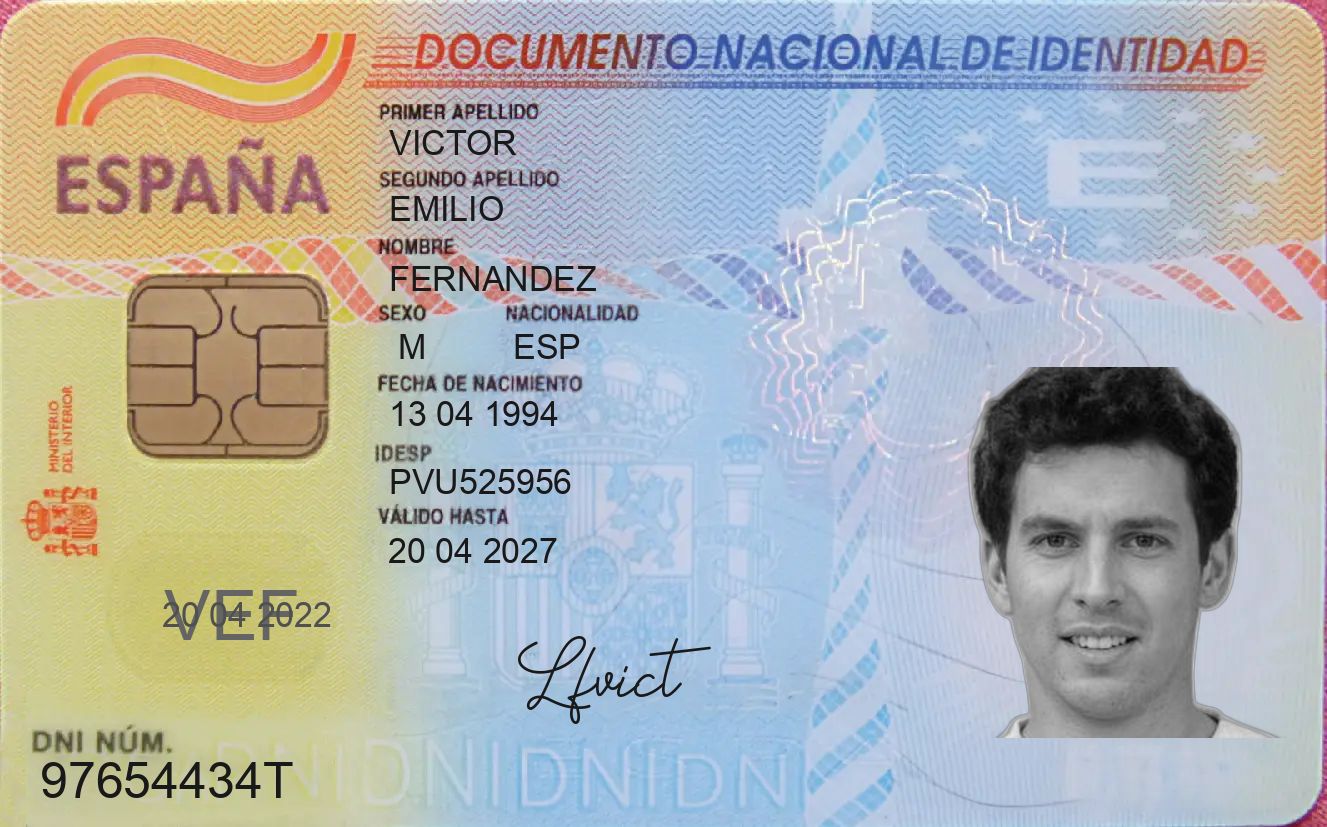 DOCUMENTO NACIONAL DE IDENTIDAD
ESPAÑA
PRIMER APELLIDO
VICTOR
SEGUNDO APELLIDO
EMILIO
NOMBRE
FERNANDEZ
SEXO NACIONALIDAD
M ESP
FECHA DE NACIMIENTO
13 04 1994
IDESP
PVU525956
VÁLIDO HASTA
20 04 2027
MINISTERIO
DEL INTERIOR
E
VEF
20 04 2022
Lfvict
DNI NÚM.
97654434T
DNIDNIDNIDNI